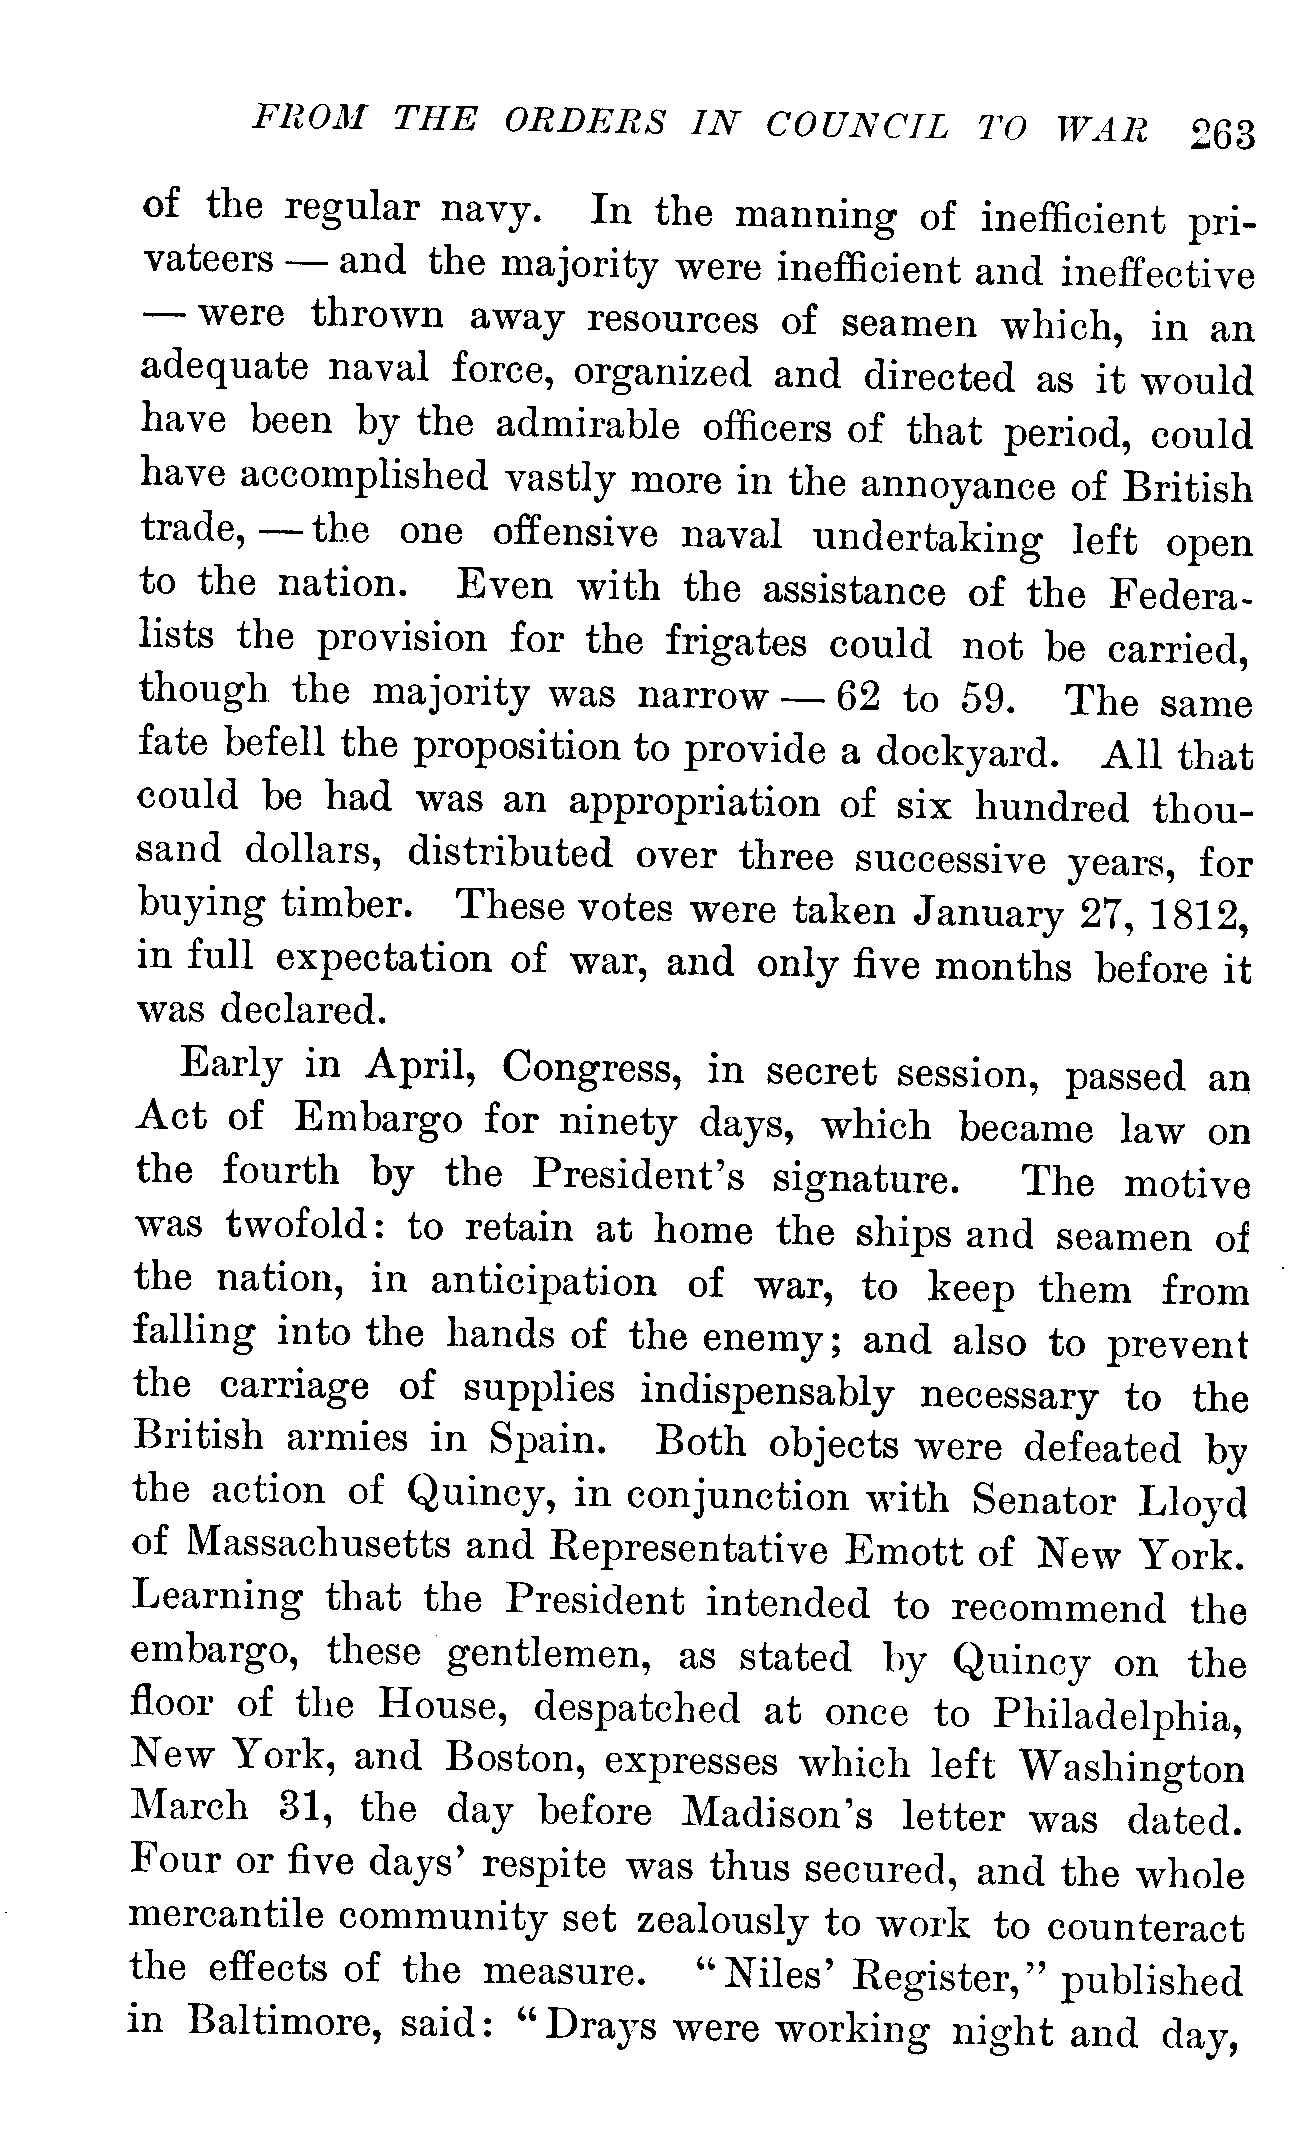 FROM THE ORDERS IN COUNCIL TO WAR 263
of the regular navy. In the manning of inefficient pri-
vateers — and the majority were inefficient and ineffective
— were thrown away resources of seamen which, in an
adequate naval force, organized and directed as it would
have been by the admirable officers of that period, could
have accomplished vastly more in the annoyance of British
trade, — the one offensive naval undertaking left open
to the nation. Even with the assistance of the Federa-
lists the provision for the frigates could not be carried,
though the majority was narrow — 62 to 59. The same
fate befell the proposition to provide a dockyard. All that
could be had was an appropriation of six hundred thou-
sand dollars, distributed over three successive years, for
buying timber. These votes were taken January 27, 1812,
in full expectation of war, and only five months before it
was declared.
Early in April, Congress, in secret session, passed an
Act of Embargo for ninety days, which became law on
the fourth by the President's signature. The motive
was twofold: to retain at home the ships and seamen of
the nation, in anticipation of war, to keep them from
falling into the hands of the enemy; and also to prevent
the carriage of supplies indispensably necessary to the
British armies in Spain. Both objects were defeated by
the action of Quincy, in conjunction with Senator Lloyd
of Massachusetts and Representative Emott of New York.
Learning that the President intended to recommend the
embargo, these gentlemen, as stated by Quincy on the
floor of the House, despatched at once to Philadelphia,
New York, and Boston, expresses which left Washington
March 31, the day before Madison's letter was dated.
Four or five days' respite was thus secured, and the whole
mercantile community set zealously to work to counteract
the effects of the measure. "Niles' Register," published
in Baltimore, said: "Drays were working night and day,